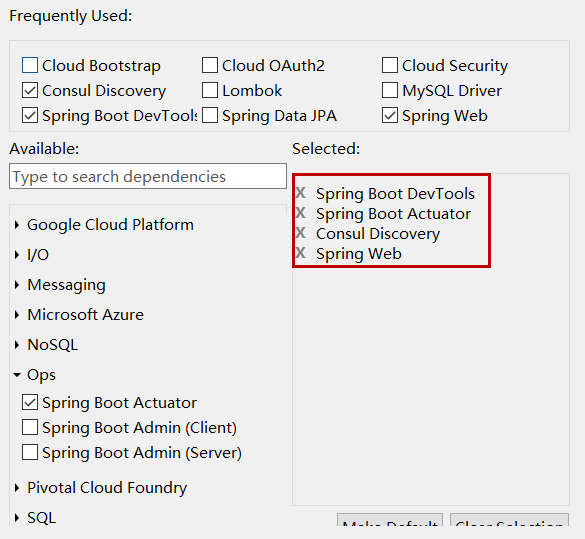 Frequently Used:
Cloud Bootstrap Cloud OAuth2 Cloud Security
Consul Discovery Lombok MySQL Driver
Spring Boot DevTools Spring Data JPA Spring Web
Available:
Type to search dependencies
Google Cloud Platform
I/O
Messaging
Microsoft Azure
NoSQL
Ops
Spring Boot Actuator
Spring Boot Admin (Client)
Spring Boot Admin (Server)
Pivotal Cloud Foundry
SQL
Selected:
X Spring Boot DevTools
X Spring Boot Actuator
X Consul Discovery
X Spring Web
Make Default Clear Selection